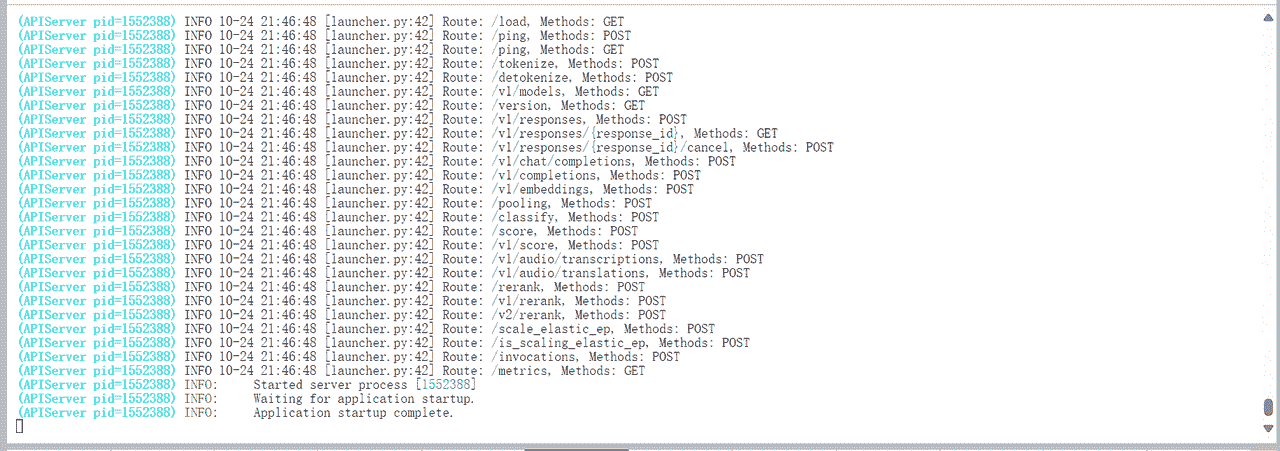 (APIServer pid=1552388) INFO 10-24 21:46:48 [launcher.py:42] Route: /load, Methods: GET
(APIServer pid=1552388) INFO 10-24 21:46:48 [launcher.py:42] Route: /ping, Methods: POST
(APIServer pid=1552388) INFO 10-24 21:46:48 [launcher.py:42] Route: /ping, Methods: GET
(APIServer pid=1552388) INFO 10-24 21:46:48 [launcher.py:42] Route: /tokenize, Methods: POST
(APIServer pid=1552388) INFO 10-24 21:46:48 [launcher.py:42] Route: /detokenize, Methods: POST
(APIServer pid=1552388) INFO 10-24 21:46:48 [launcher.py:42] Route: /v1/models, Methods: GET
(APIServer pid=1552388) INFO 10-24 21:46:48 [launcher.py:42] Route: /version, Methods: GET
(APIServer pid=1552388) INFO 10-24 21:46:48 [launcher.py:42] Route: /v1/responses, Methods: POST
(APIServer pid=1552388) INFO 10-24 21:46:48 [launcher.py:42] Route: /v1/responses/{response_id}, Methods: GET
(APIServer pid=1552388) INFO 10-24 21:46:48 [launcher.py:42] Route: /v1/responses/{response_id}/cancel, Methods: POST
(APIServer pid=1552388) INFO 10-24 21:46:48 [launcher.py:42] Route: /v1/chat/completions, Methods: POST
(APIServer pid=1552388) INFO 10-24 21:46:48 [launcher.py:42] Route: /v1/completions, Methods: POST
(APIServer pid=1552388) INFO 10-24 21:46:48 [launcher.py:42] Route: /v1/embeddings, Methods: POST
(APIServer pid=1552388) INFO 10-24 21:46:48 [launcher.py:42] Route: /pooling, Methods: POST
(APIServer pid=1552388) INFO 10-24 21:46:48 [launcher.py:42] Route: /classify, Methods: POST
(APIServer pid=1552388) INFO 10-24 21:46:48 [launcher.py:42] Route: /score, Methods: POST
(APIServer pid=1552388) INFO 10-24 21:46:48 [launcher.py:42] Route: /v1/score, Methods: POST
(APIServer pid=1552388) INFO 10-24 21:46:48 [launcher.py:42] Route: /v1/audio/transcriptions, Methods: POST
(APIServer pid=1552388) INFO 10-24 21:46:48 [launcher.py:42] Route: /v1/audio/translations, Methods: POST
(APIServer pid=1552388) INFO 10-24 21:46:48 [launcher.py:42] Route: /rerank, Methods: POST
(APIServer pid=1552388) INFO 10-24 21:46:48 [launcher.py:42] Route: /v1/rerank, Methods: POST
(APIServer pid=1552388) INFO 10-24 21:46:48 [launcher.py:42] Route: /v2/rerank, Methods: POST
(APIServer pid=1552388) INFO 10-24 21:46:48 [launcher.py:42] Route: /scale_elastic_ep, Methods: POST
(APIServer pid=1552388) INFO 10-24 21:46:48 [launcher.py:42] Route: /is_scaling_elastic_ep, Methods: POST
(APIServer pid=1552388) INFO 10-24 21:46:48 [launcher.py:42] Route: /invocations, Methods: POST
(APIServer pid=1552388) INFO 10-24 21:46:48 [launcher.py:42] Route: /metrics, Methods: GET
(APIServer pid=1552388) INFO:     Started server process [1552388]
(APIServer pid=1552388) INFO:     Waiting for application startup.
(APIServer pid=1552388) INFO:     Application startup complete.